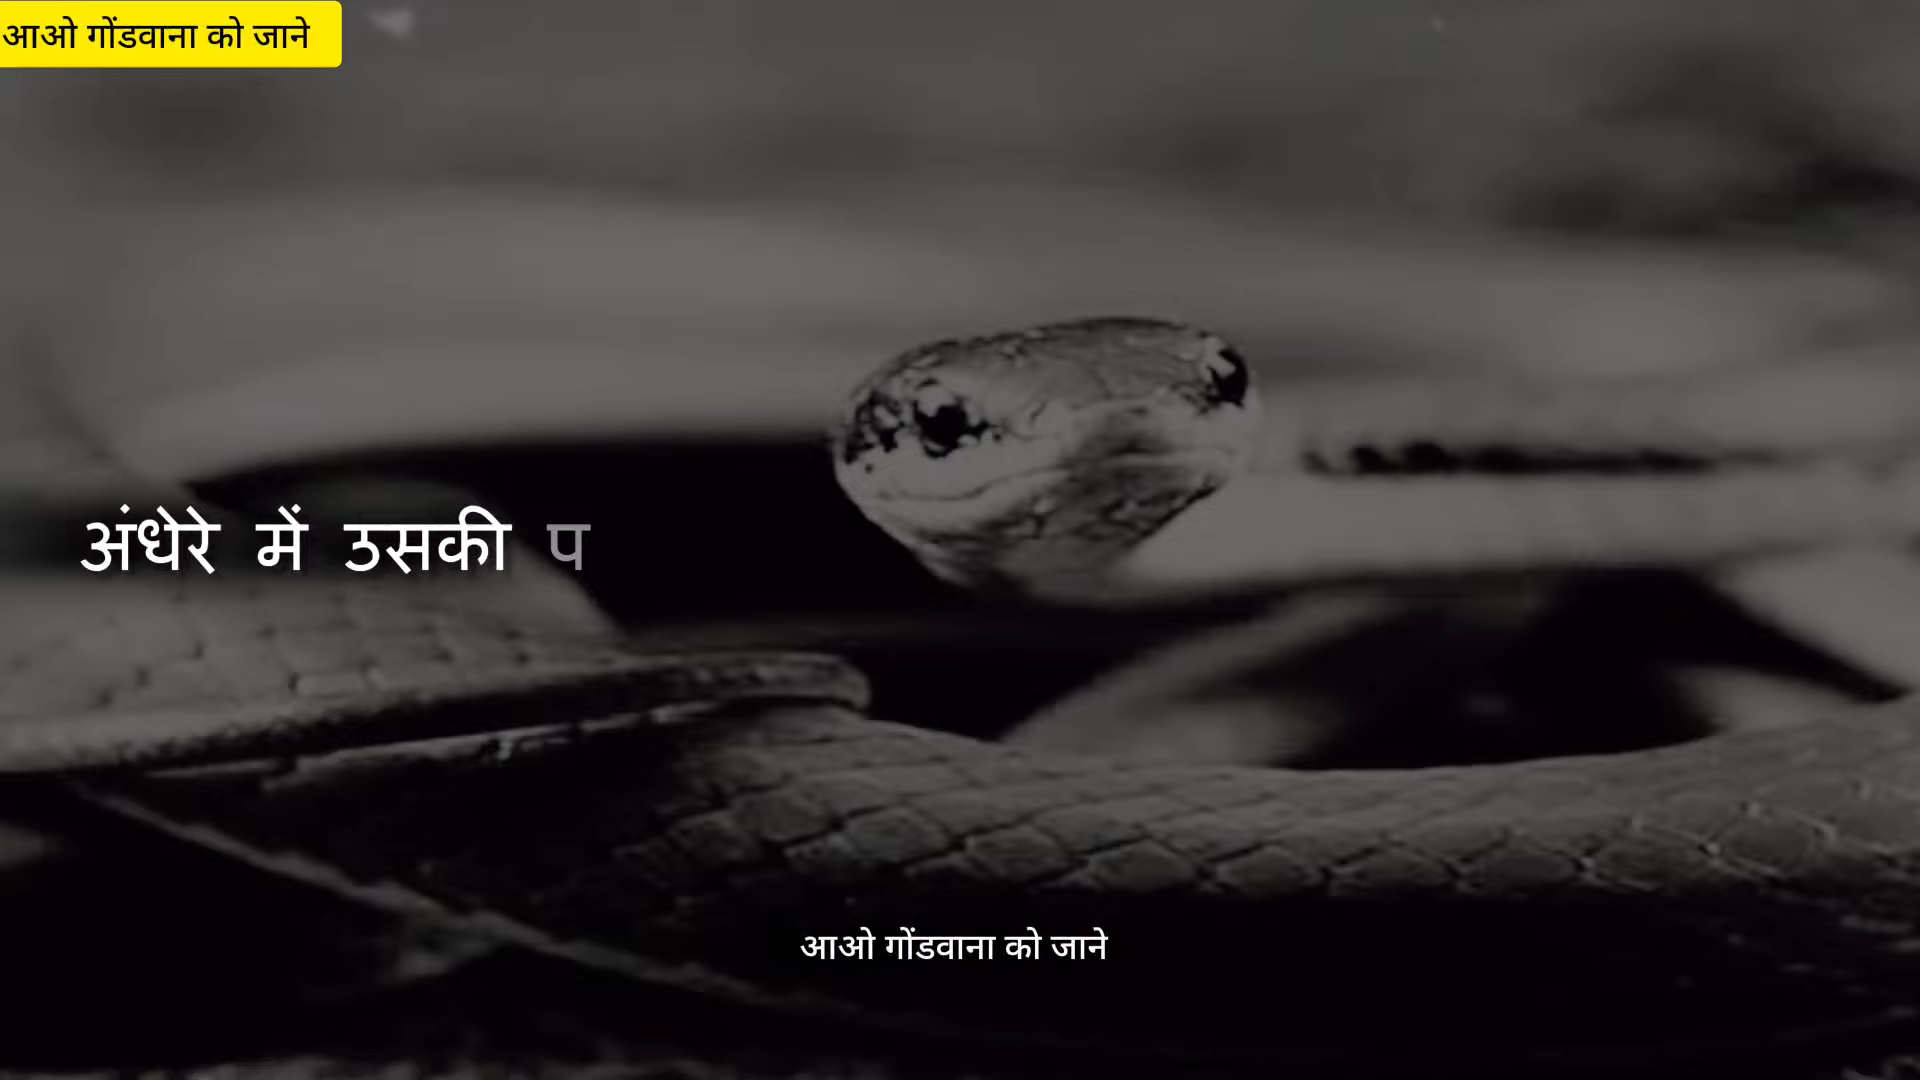 आओ गोंडवाना को जाने
अंधेरे में उसकी प
आओ गोंडवाना को जाने